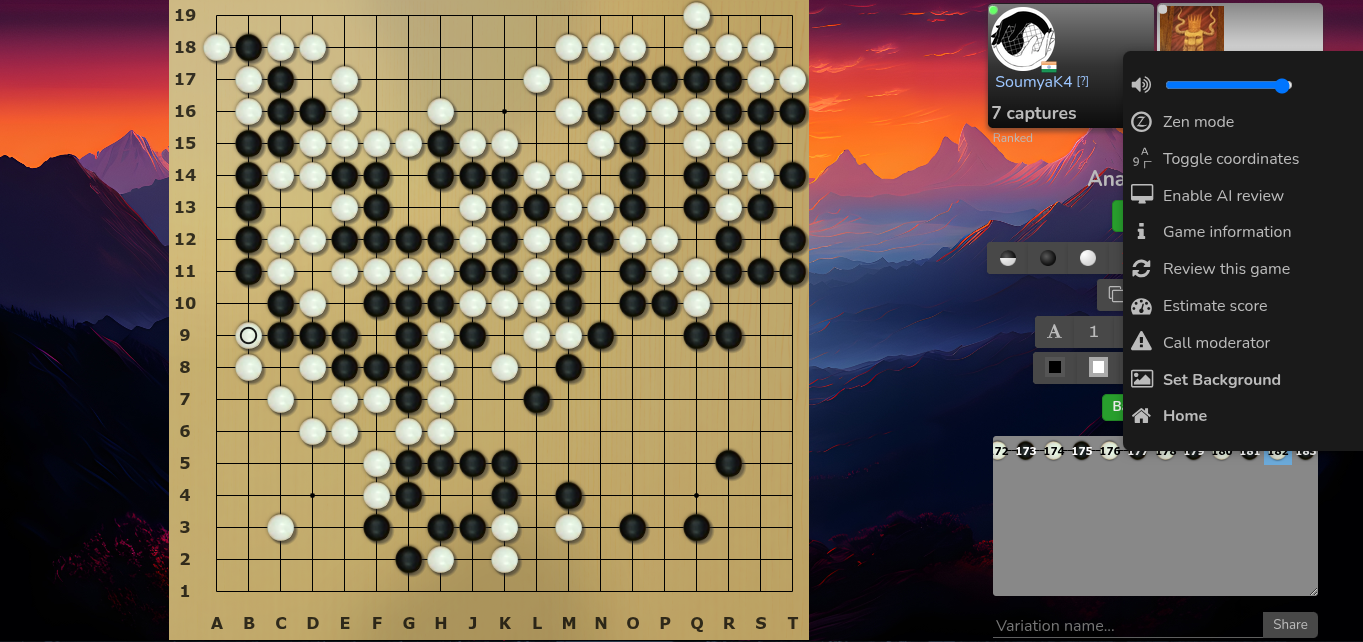 19
18
17
16
15
14
13
12
11
10
9
8
7
6
5
4
3
2
1
A B C D E F G H J K L M N O P Q R S T
SoumyaK4 [?]
7 captures
Ranked
Ana
A 1
B
173 174 175 176 177 178 179 180 181 182 183
Variation name...
Share
Zen mode
A
9
Toggle coordinates
Enable AI review
Game information
Review this game
Estimate score
Call moderator
Set Background
Home